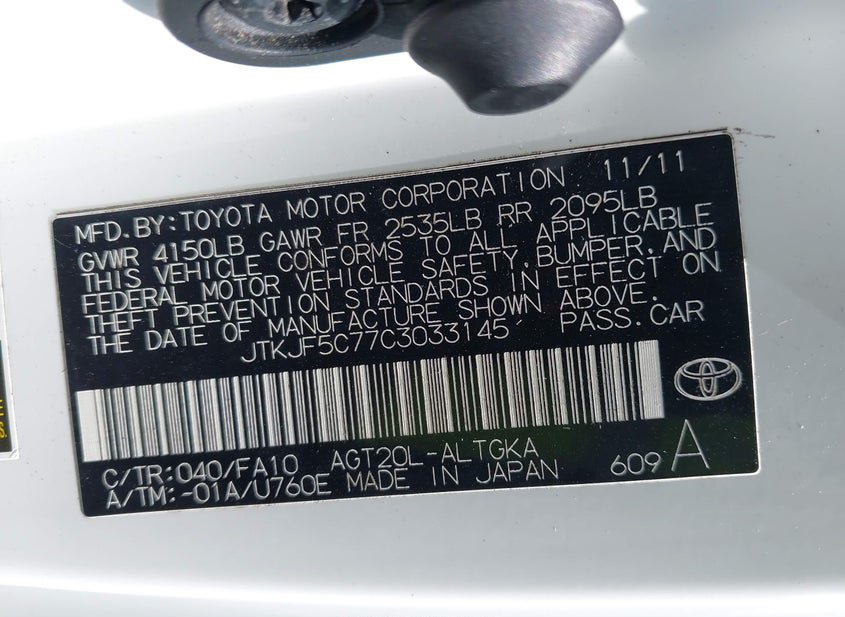 MFD. BY: TOYOTA MOTOR CORPORATION 11/11
GVWR 4150LB GAWR FR 2535LB RR 2095LB
THIS VEHICLE CONFORMS TO ALL APPLICABLE
FEDERAL MOTOR VEHICLE SAFETY, BUMPER, AND
THEFT PREVENTION STANDARDS IN EFFECT ON
THE DATE OF MANUFACTURE SHOWN ABOVE.
JTKJF5C77C3033145 PASS. CAR
C/TR: 040/FA10 AGT20L-ALTGKA
A/TM: -01A/U760E MADE IN JAPAN 609 A